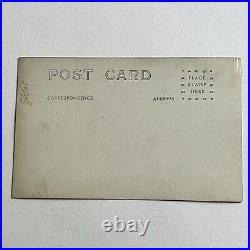 POST CARD
PLACE
STAMP
HERE
CORRESPONDENCE
ADDRESS